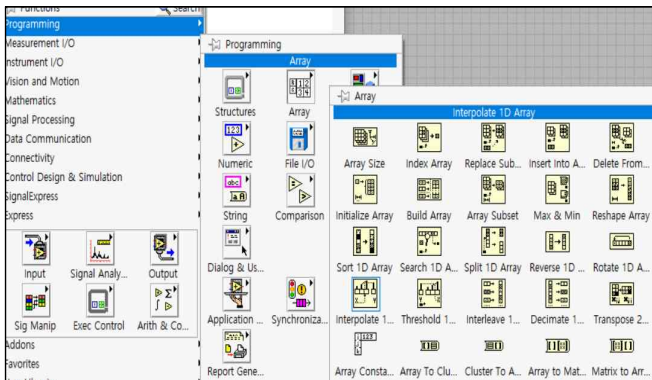 Functions
Search
Programming
Measurement I/O
Instrument I/O
Vision and Motion
Mathematics
Signal Processing
Data Communication
Connectivity
Control Design & Simulation
SignalExpress
Express
Input
Signal Analy...
Output
Sig Manip
Exec Control
Arith & Co...
Addons
Favorites
Programming
Array
Structures
Array
Numeric
File I/O
String
Comparison
Dialog & Us...
Application ...
Synchroniza...
Report Gene...
Array
Interpolate 1D Array
Array Size
Index Array
Replace Sub...
Insert Into A...
Delete From...
Initialize Array
Build Array
Array Subset
Max & Min
Reshape Array
Sort 1D Array
Search 1D A...
Split 1D Array
Reverse 1D ...
Rotate 1D A...
Interpolate 1...
Threshold 1...
Interleave 1...
Decimate 1...
Transpose 2...
Array Consta...
Array To Clu...
Cluster To A...
Array to Mat...
Matrix to Arr...